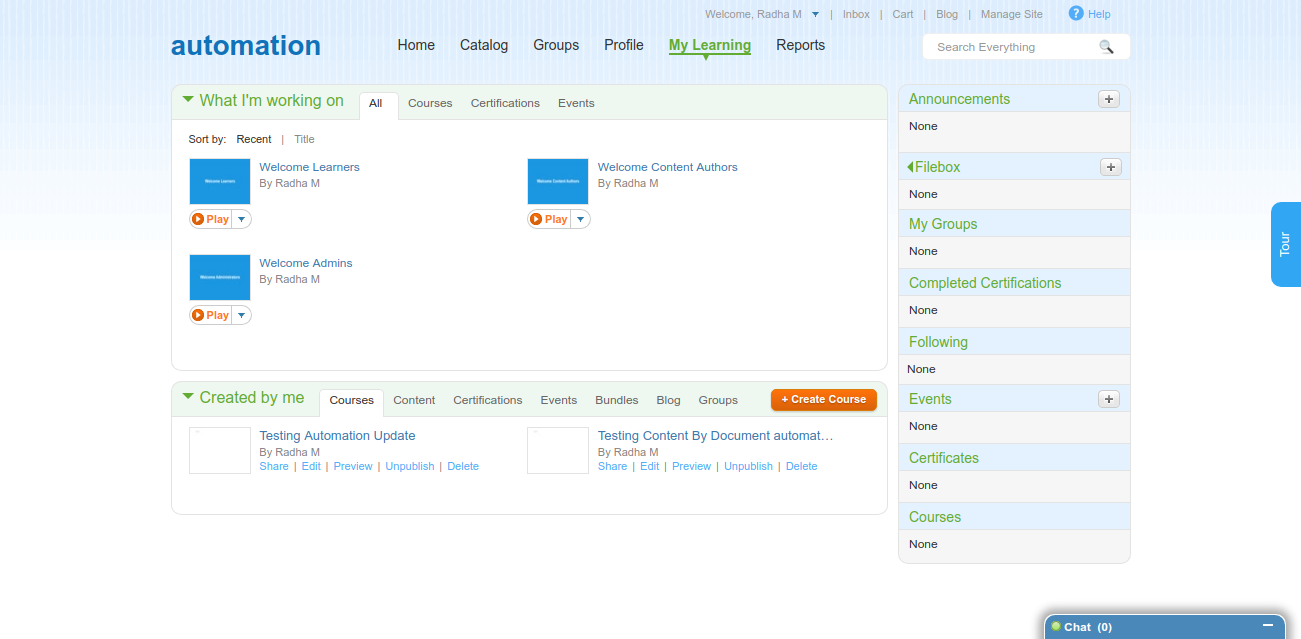 Welcome, Radha M | Inbox | Cart | Blog | Manage Site ? Help
automation
Home Catalog Groups Profile My Learning Reports
Search Everything
What I'm working on All Courses Certifications Events
Sort by: Recent | Title
Welcome Learners
Welcome Learners
By Radha M
Play
Welcome Content Authors
Welcome Content Authors
By Radha M
Play
Welcome Administrators
Welcome Admins
By Radha M
Play
Created by me Courses Content Certifications Events Bundles Blog Groups + Create Course
Testing Automation Update
By Radha M
Share | Edit | Preview | Unpublish | Delete
Testing Content By Document automat…
By Radha M
Share | Edit | Preview | Unpublish | Delete
Announcements +
None
Filebox +
None
My Groups
None
Completed Certifications
None
Following
None
Events +
None
Certificates
None
Courses
None
Tour
Chat (0)